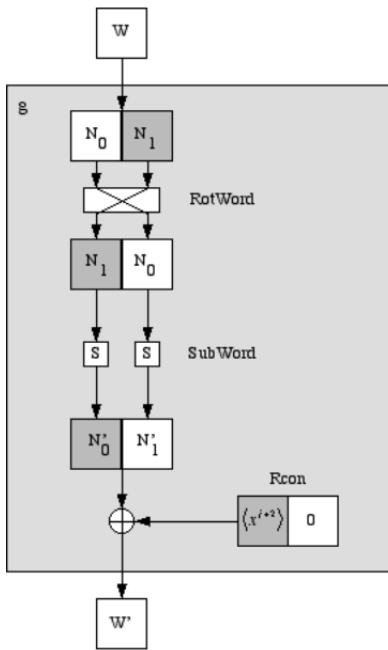 W
g
N0 N1
RotWord
N1 N0
S S SubWord
N'0 N'1
Rcon
⟨x^{i+2}⟩ 0
W'